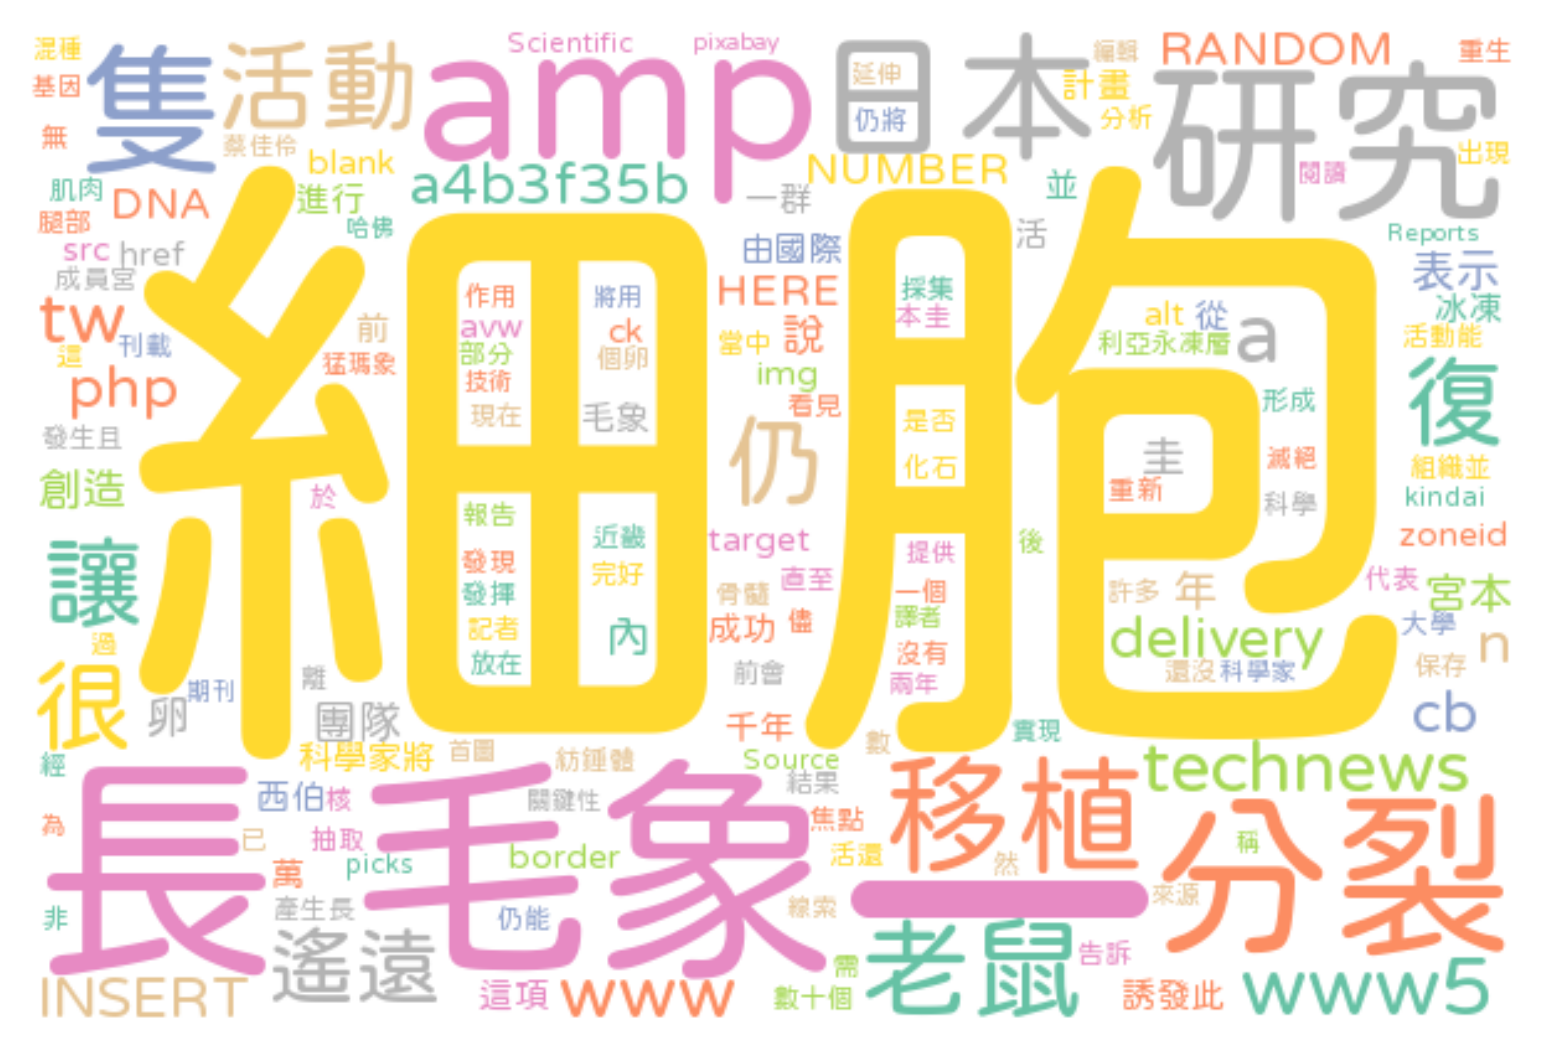 混種
Scientific
pixabay
編輯
RANDOM
重生
基因
隻
活動
amp
日本
延伸
計畫
研究
無
蔡佳伶
仍將
分析
blank
NUMBER
出現
肌肉
DNA
進行
a4b3f35b
一群
並
閱讀
腿部
哈佛
活
Reports
src
href
由國際
表示
成員宮
細胞
作用
將用
HERE
採集
冰凍
tw
前
avw
ck
本圭
alt
從
a
活動能
這
刊載
部分
個卵
當中
說
利亞永凍層
猛瑪象
技術
img
php
現在
毛象
看見
形成
復
發生且
仍
是否
圭
滅絕
創造
化石
重新
組織並
於
科學
kindai
報告
近畿
target
後
zoneid
讓
發現
完好
提供
直至
代表
發揮
骨髓
一個
許多
年
宮本
過
記者
內
成功
儘
譯者
delivery
大學
n
很
放在
沒有
還沒
科學家
保存
離
前會
兩年
期刊
卵
團隊
千年
實現
cb
經
科學家將
首圖
紡錘體
Source
數
technews
西伯
核
關鍵性
結果
移植
長毛象
為
已
抽取
焦點
分裂
picks
border
活還
然
稱
萬
一
來源
非
產生長
仍能
線索
遙遠
老鼠
告訴
INSERT
這項
www
需
數十個
誘發此
www5